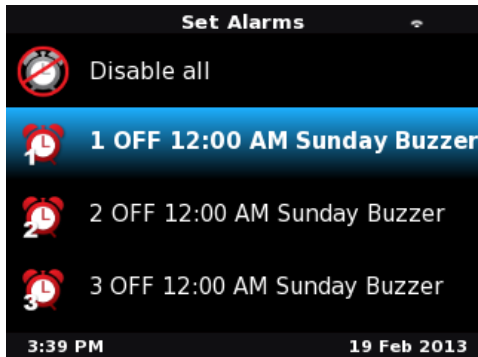 Set Alarms
Disable all
1 OFF 12:00 AM Sunday Buzzer
2 OFF 12:00 AM Sunday Buzzer
3 OFF 12:00 AM Sunday Buzzer
3:39 PM 19 Feb 2013